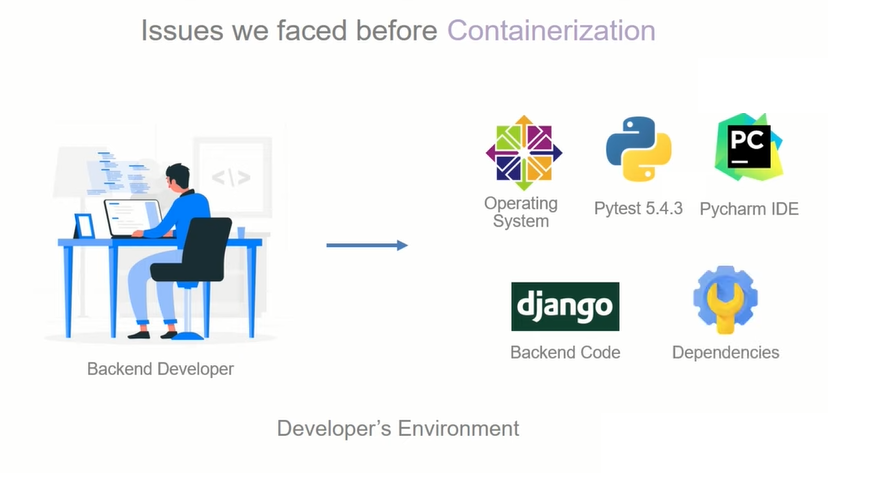 Issues we faced before Containerization
</>
PC
Operating
System
Pytest 5.4.3
Pycharm IDE
django
Backend Code
Dependencies
Backend Developer
Developer's Environment